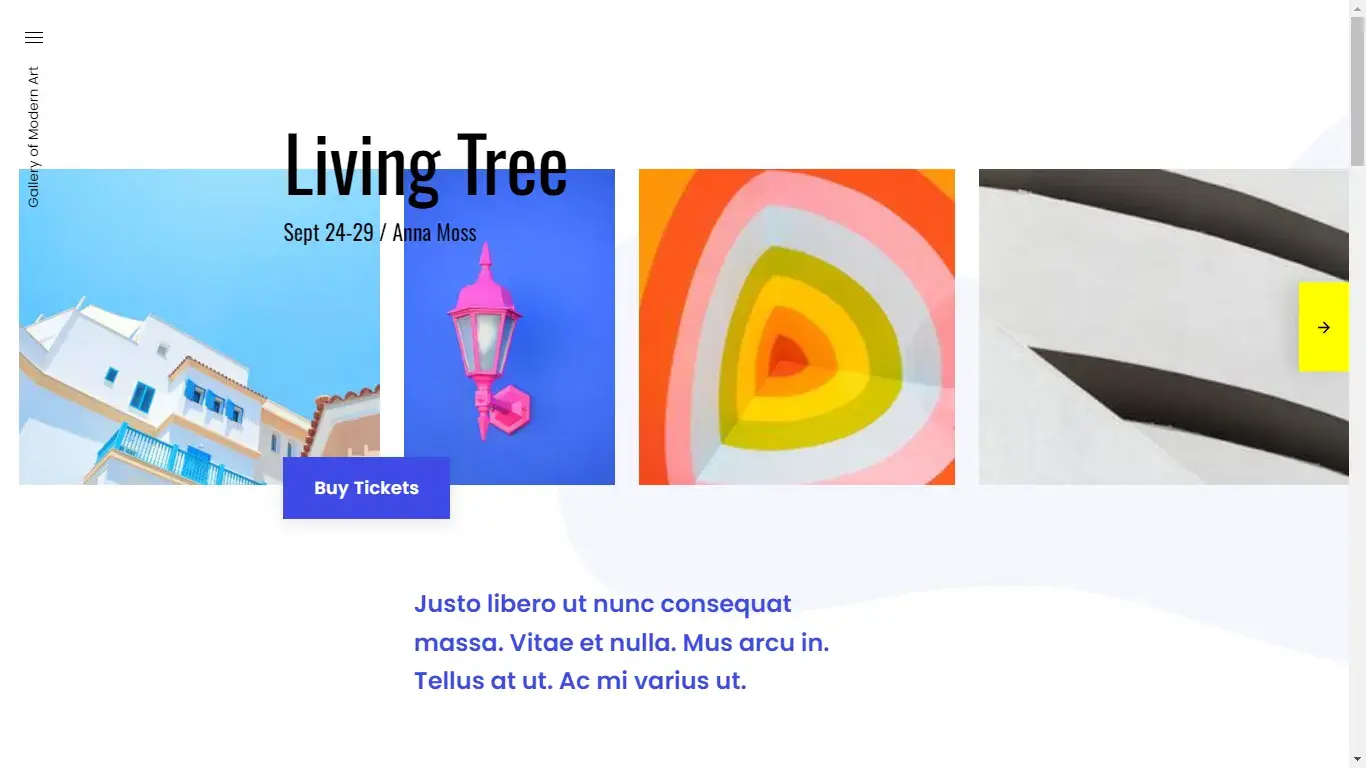 Gallery of Modern Art
Living Tree
Sept 24-29 / Anna Moss
Buy Tickets
Justo libero ut nunc consequat
massa. Vitae et nulla. Mus arcu in.
Tellus at ut. Ac mi varius ut.